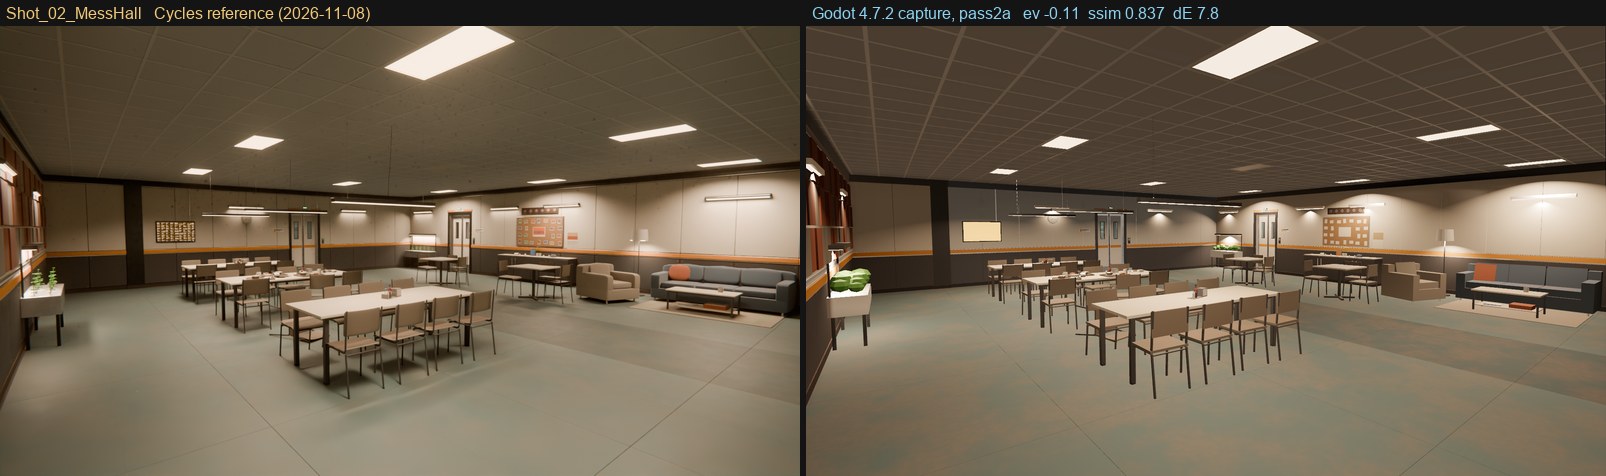 Shot_02_MessHall Cycles reference (2026-11-08)
Godot 4.7.2 capture, pass2a ev -0.11 ssim 0.837 dE 7.8